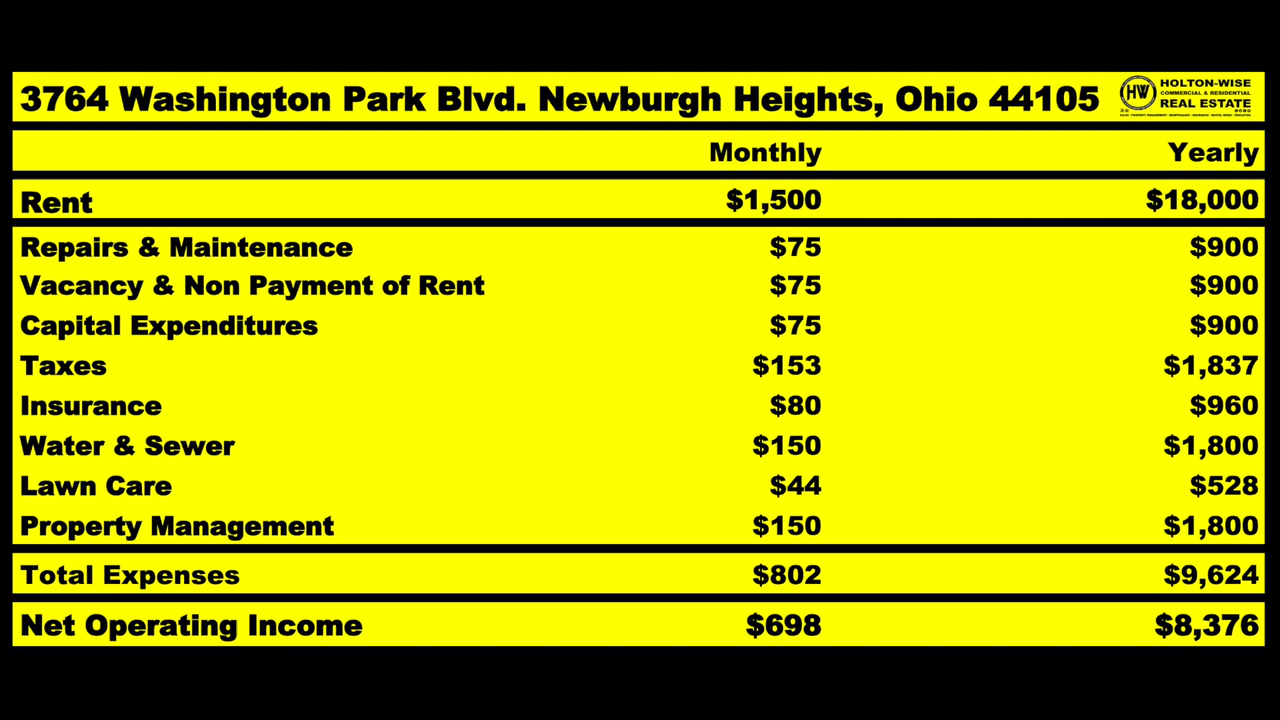 3764 Washington Park Blvd. Newburgh Heights, Ohio 44105
HW
HOLTON-WISE
COMMERCIAL & RESIDENTIAL
REAL ESTATE
Monthly Yearly
Rent $1,500 $18,000
Repairs & Maintenance $75 $900
Vacancy & Non Payment of Rent $75 $900
Capital Expenditures $75 $900
Taxes $153 $1,837
Insurance $80 $960
Water & Sewer $150 $1,800
Lawn Care $44 $528
Property Management $150 $1,800
Total Expenses $802 $9,624
Net Operating Income $698 $8,376